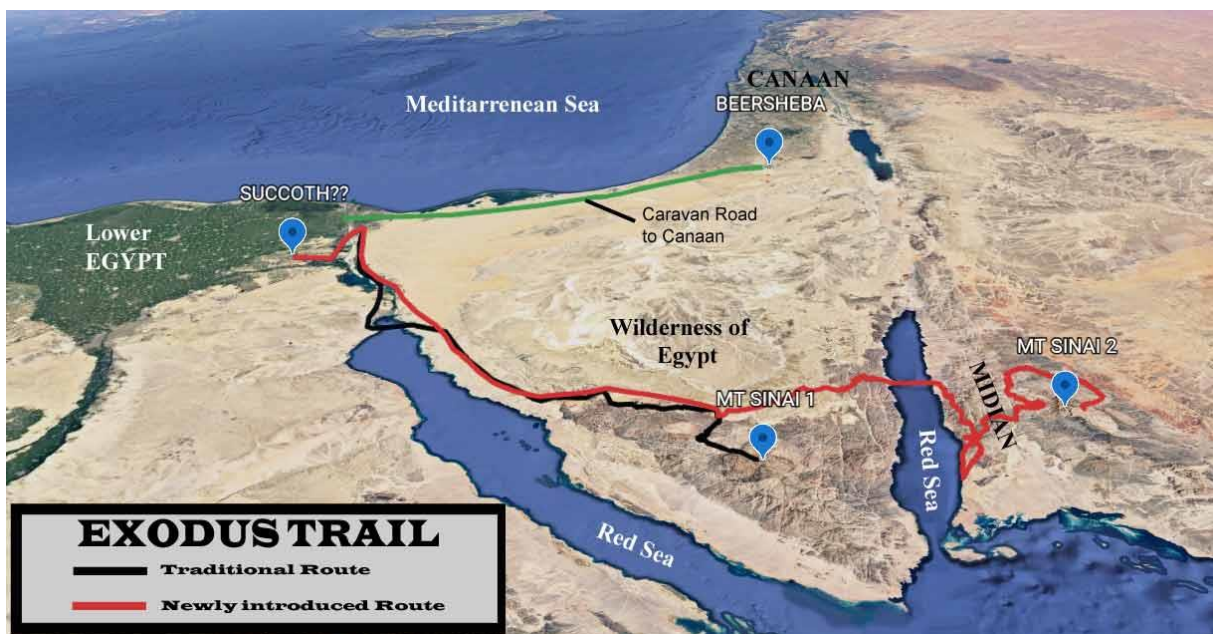 CANAAN
BEERSHEBA
Meditarrenean Sea
SUCCOTH??
Caravan Road
to Canaan
Lower
EGYPT
Wilderness of
Egypt
MT SINAI 2
MIDIAN
MT SINAI 1
Red Sea
Red Sea
EXODUS TRAIL
Traditional Route
Newly introduced Route